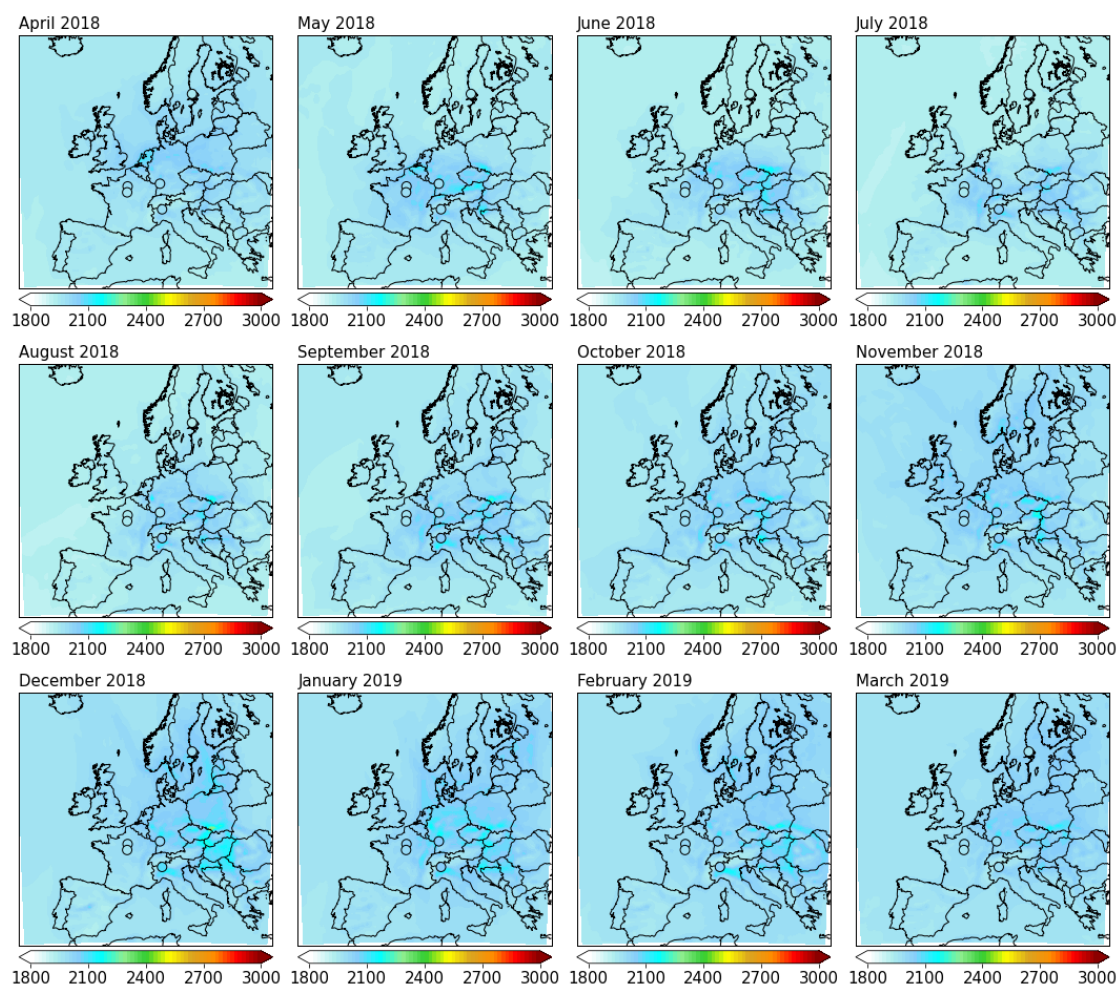 April 2018
May 2018
June 2018
July 2018
1800 2100 2400 2700 3000
1800 2100 2400 2700 3000
1800 2100 2400 2700 3000
1800 2100 2400 2700 3000
August 2018
September 2018
October 2018
November 2018
1800 2100 2400 2700 3000
1800 2100 2400 2700 3000
1800 2100 2400 2700 3000
1800 2100 2400 2700 3000
December 2018
January 2019
February 2019
March 2019
1800 2100 2400 2700 3000
1800 2100 2400 2700 3000
1800 2100 2400 2700 3000
1800 2100 2400 2700 3000